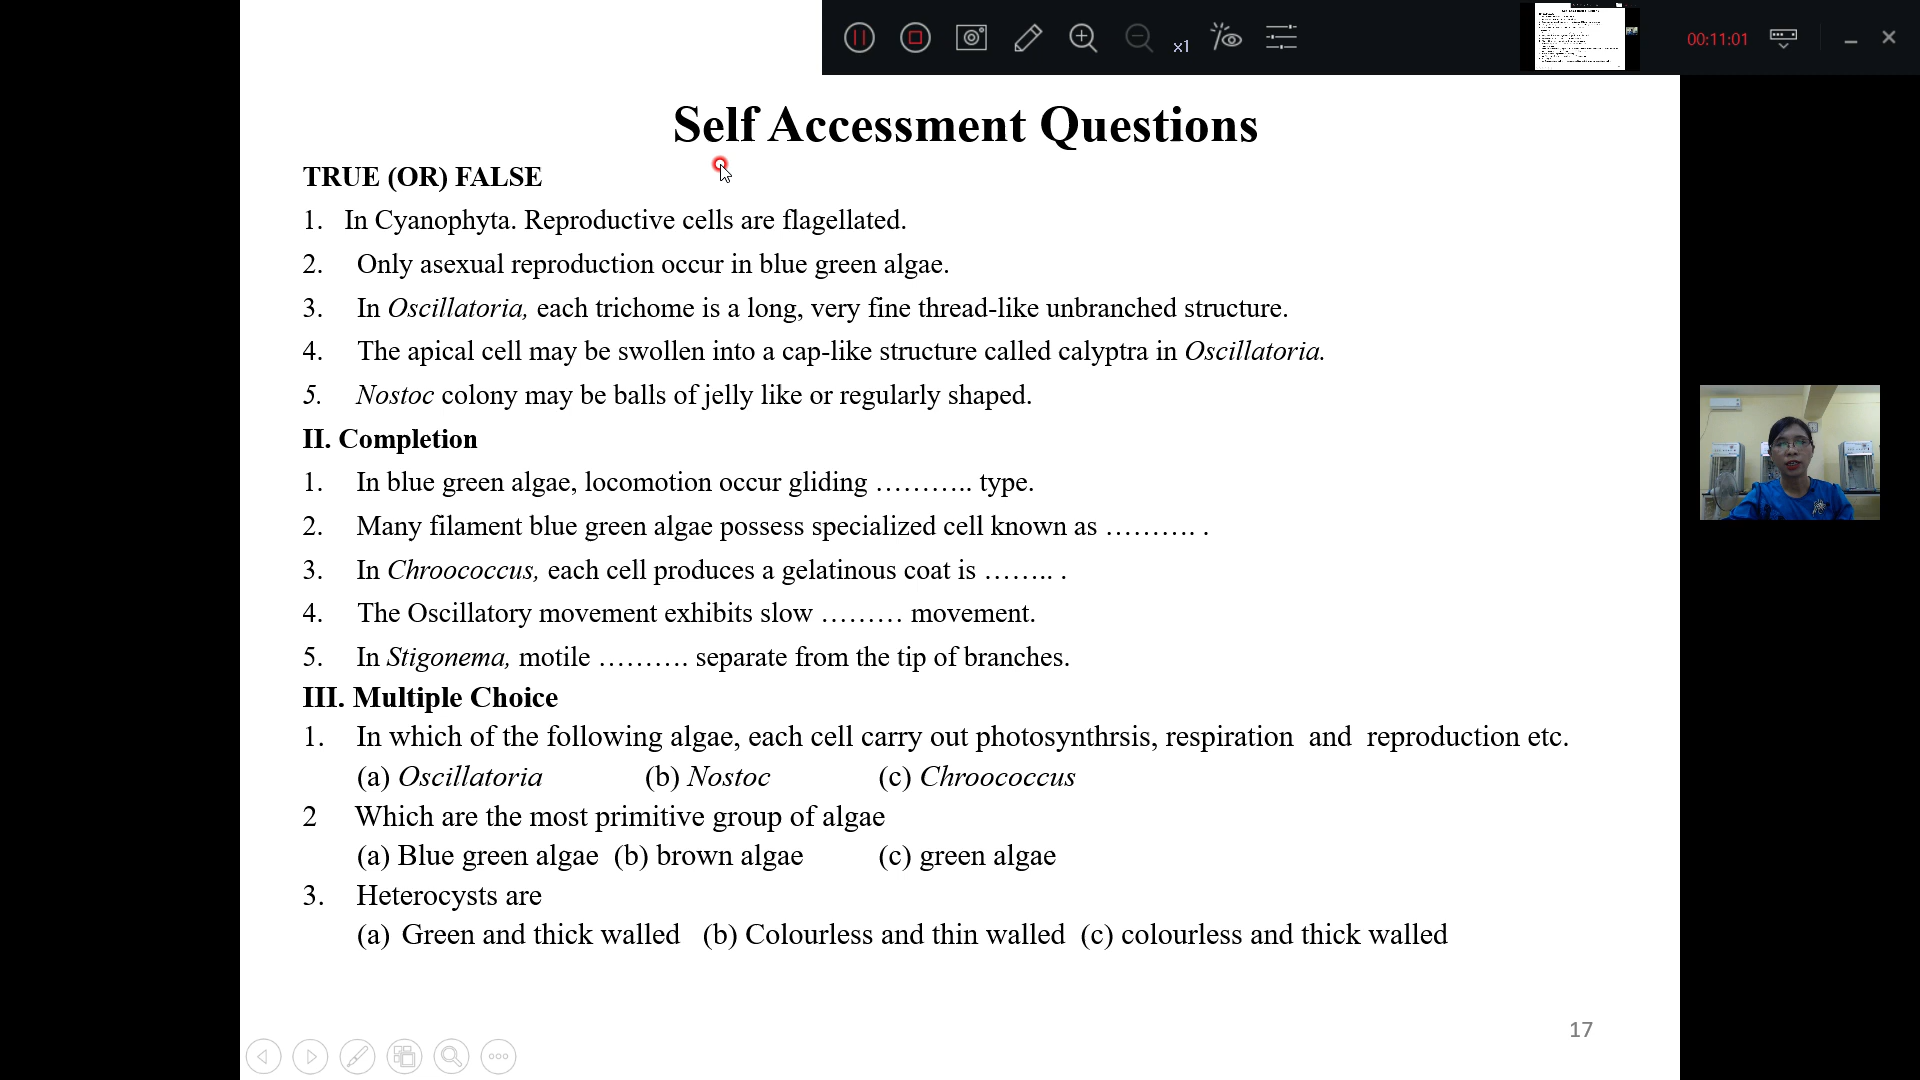 x1
00:11:01
Self Accessment Questions
TRUE (OR) FALSE
1. In Cyanophyta. Reproductive cells are flagellated.
2. Only asexual reproduction occur in blue green algae.
3. In Oscillatoria, each trichome is a long, very fine thread-like unbranched structure.
4. The apical cell may be swollen into a cap-like structure called calyptra in Oscillatoria.
5. Nostoc colony may be balls of jelly like or regularly shaped.
II. Completion
1. In blue green algae, locomotion occur gliding ……….. type.
2. Many filament blue green algae possess specialized cell known as ………. .
3. In Chroococcus, each cell produces a gelatinous coat is …….. .
4. The Oscillatory movement exhibits slow ……… movement.
5. In Stigonema, motile ………. separate from the tip of branches.
III. Multiple Choice
1. In which of the following algae, each cell carry out photosynthrsis, respiration and reproduction etc.
(a) Oscillatoria (b) Nostoc (c) Chroococcus
2 Which are the most primitive group of algae
(a) Blue green algae (b) brown algae (c) green algae
3. Heterocysts are
(a) Green and thick walled (b) Colourless and thin walled (c) colourless and thick walled
17